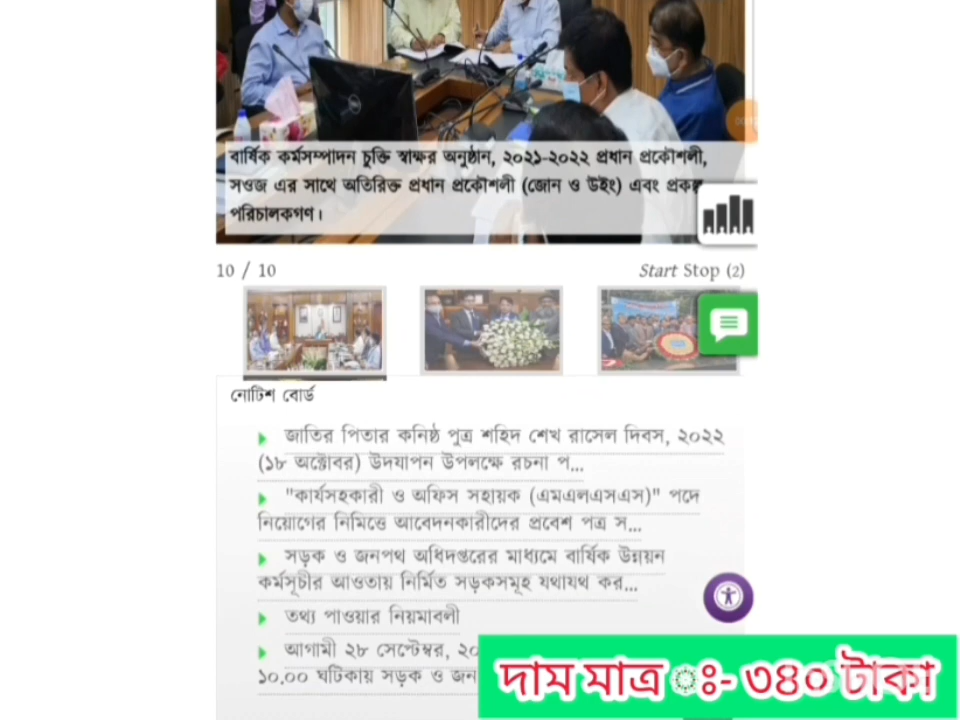 বার্ষিক কর্মসম্পাদন চুক্তি স্বাক্ষর অনুষ্ঠান, ২০২১-২০২২ প্রধান প্রকৌশলী,
সওজ এর সাথে অতিরিক্ত প্রধান প্রকৌশলী (জোন ও উইং) এবং প্রকল্প
পরিচালকগণ।
10 / 10
Start Stop (2)
নোটিশ বোর্ড
জাতির পিতার কনিষ্ঠ পুত্র শহিদ শেখ রাসেল দিবস, ২০২২
(১৮ অক্টোবর) উদযাপন উপলক্ষে রচনা প...
"কার্যসহকারী ও অফিস সহায়ক (এমএলএসএস)" পদে
নিয়োগের নিমিত্তে আবেদনকারীদের প্রবেশ পত্র স...
সড়ক ও জনপথ অধিদপ্তরের মাধ্যমে বার্ষিক উন্নয়ন
কর্মসূচীর আওতায় নির্মিত সড়কসমূহ যথাযথ কর...
তথ্য পাওয়ার নিয়মাবলী
আগামী ২৮ সেপ্টেম্বর, ২০
১০.০০ ঘটিকায় সড়ক ও জন
দাম মাত্র ঃ- ৩৪০ টাকা